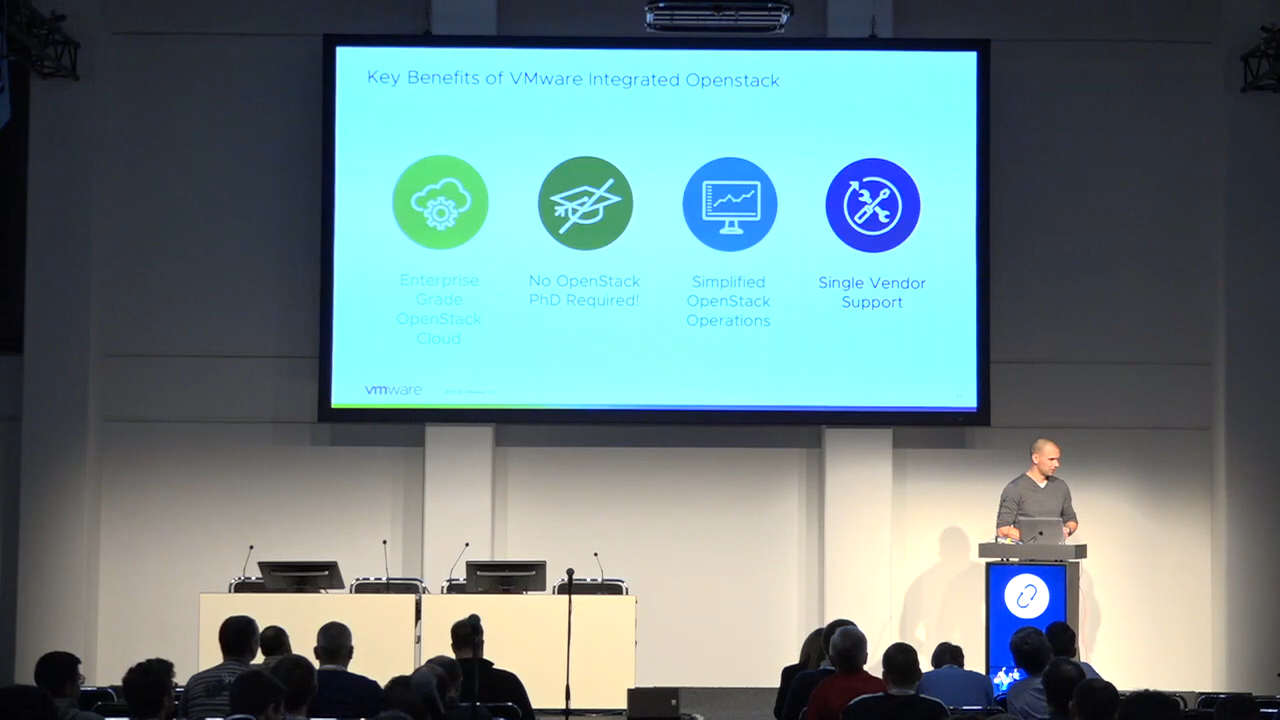 Key Benefits of VMware Integrated Openstack
Enterprise
Grade
OpenStack
Cloud
No OpenStack
PhD Required!
Simplified
OpenStack
Operations
Single Vendor
Support
vmware